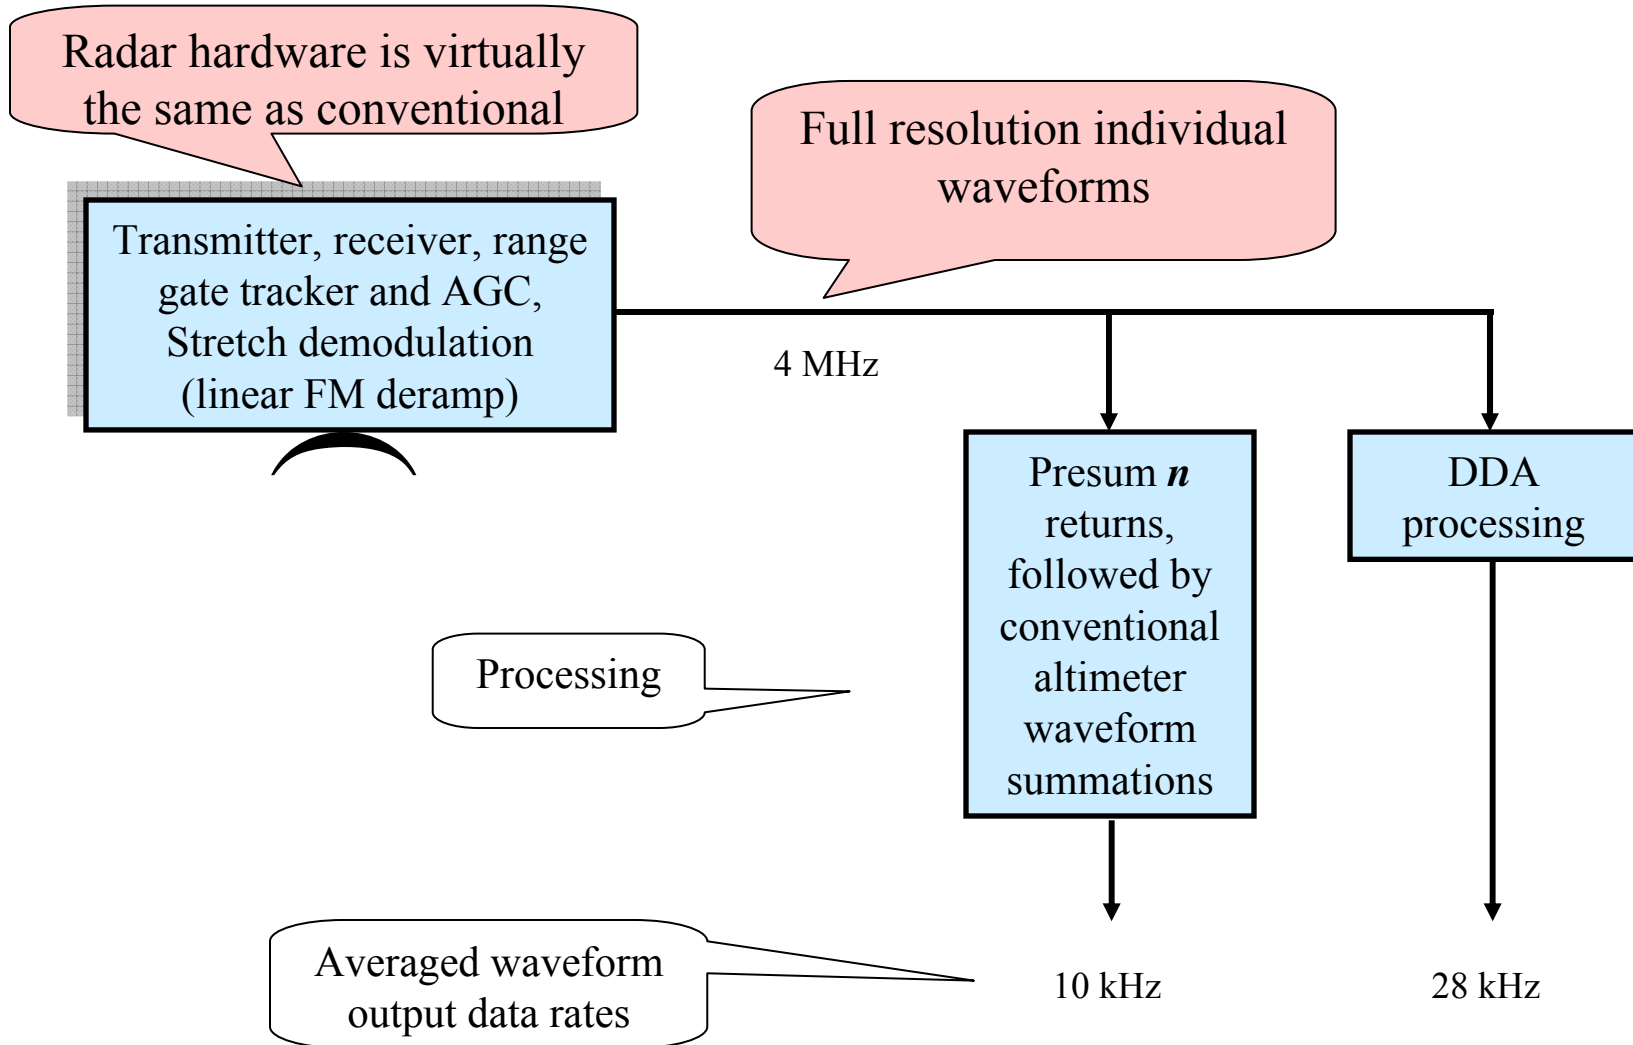 Radar hardware is virtually
the same as conventional
Full resolution individual
waveforms
Transmitter, receiver, range
gate tracker and AGC,
Stretch demodulation
(linear FM deramp)
4 MHz
Presum n
returns,
followed by
conventional
altimeter
waveform
summations
DDA
processing
Processing
Averaged waveform
output data rates
10 kHz
28 kHz